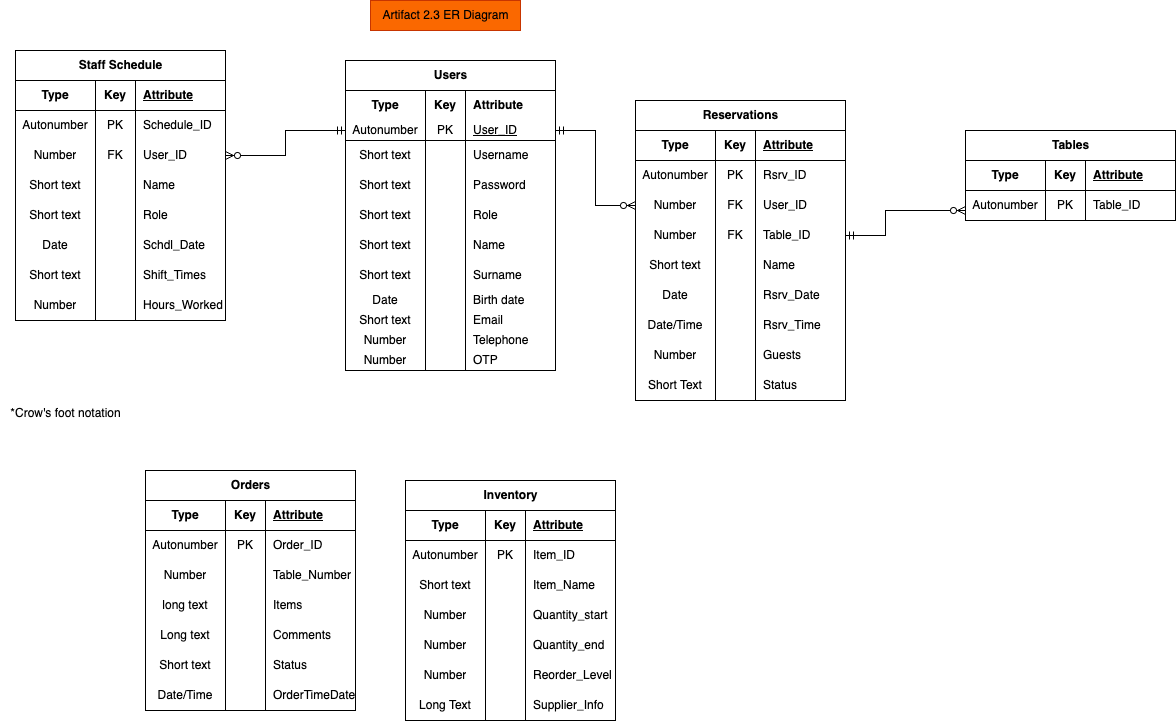 Artifact 2.3 ER Diagram
Staff Schedule
Type Key Attribute
Autonumber PK Schedule_ID
Number FK User_ID
Short text Name
Short text Role
Date Schdl_Date
Short text Shift_Times
Number Hours_Worked
Users
Type Key Attribute
Autonumber PK User_ID
Short text Username
Short text Password
Short text Role
Short text Name
Short text Surname
Date Birth date
Short text Email
Number Telephone
Number OTP
Reservations
Type Key Attribute
Autonumber PK Rsrv_ID
Number FK User_ID
Number FK Table_ID
Short text Name
Date Rsrv_Date
Date/Time Rsrv_Time
Number Guests
Short Text Status
Tables
Type Key Attribute
Autonumber PK Table_ID
*Crow's foot notation
Orders
Type Key Attribute
Autonumber PK Order_ID
Number Table_Number
long text Items
Long text Comments
Short text Status
Date/Time OrderTimeDate
Inventory
Type Key Attribute
Autonumber PK Item_ID
Short text Item_Name
Number Quantity_start
Number Quantity_end
Number Reorder_Level
Long Text Supplier_Info